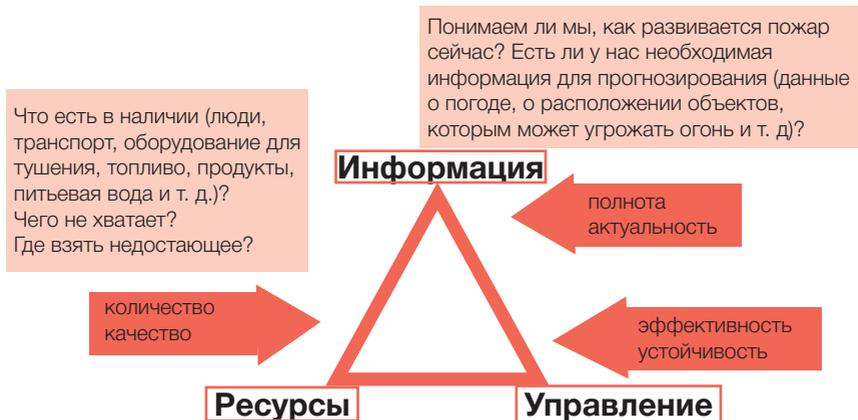 Понимаем ли мы, как развивается пожар
сейчас? Есть ли у нас необходимая
информация для прогнозирования (данные
о погоде, о расположении объектов,
которым может угрожать огонь и т. д)?
Что есть в наличии (люди,
транспорт, оборудование для
тушения, топливо, продукты,
питьевая вода и т. д.)?
Чего не хватает?
Где взять недостающее?
Информация
полнота
актуальность
количество
качество
эффективность
устойчивость
Ресурсы
Управление